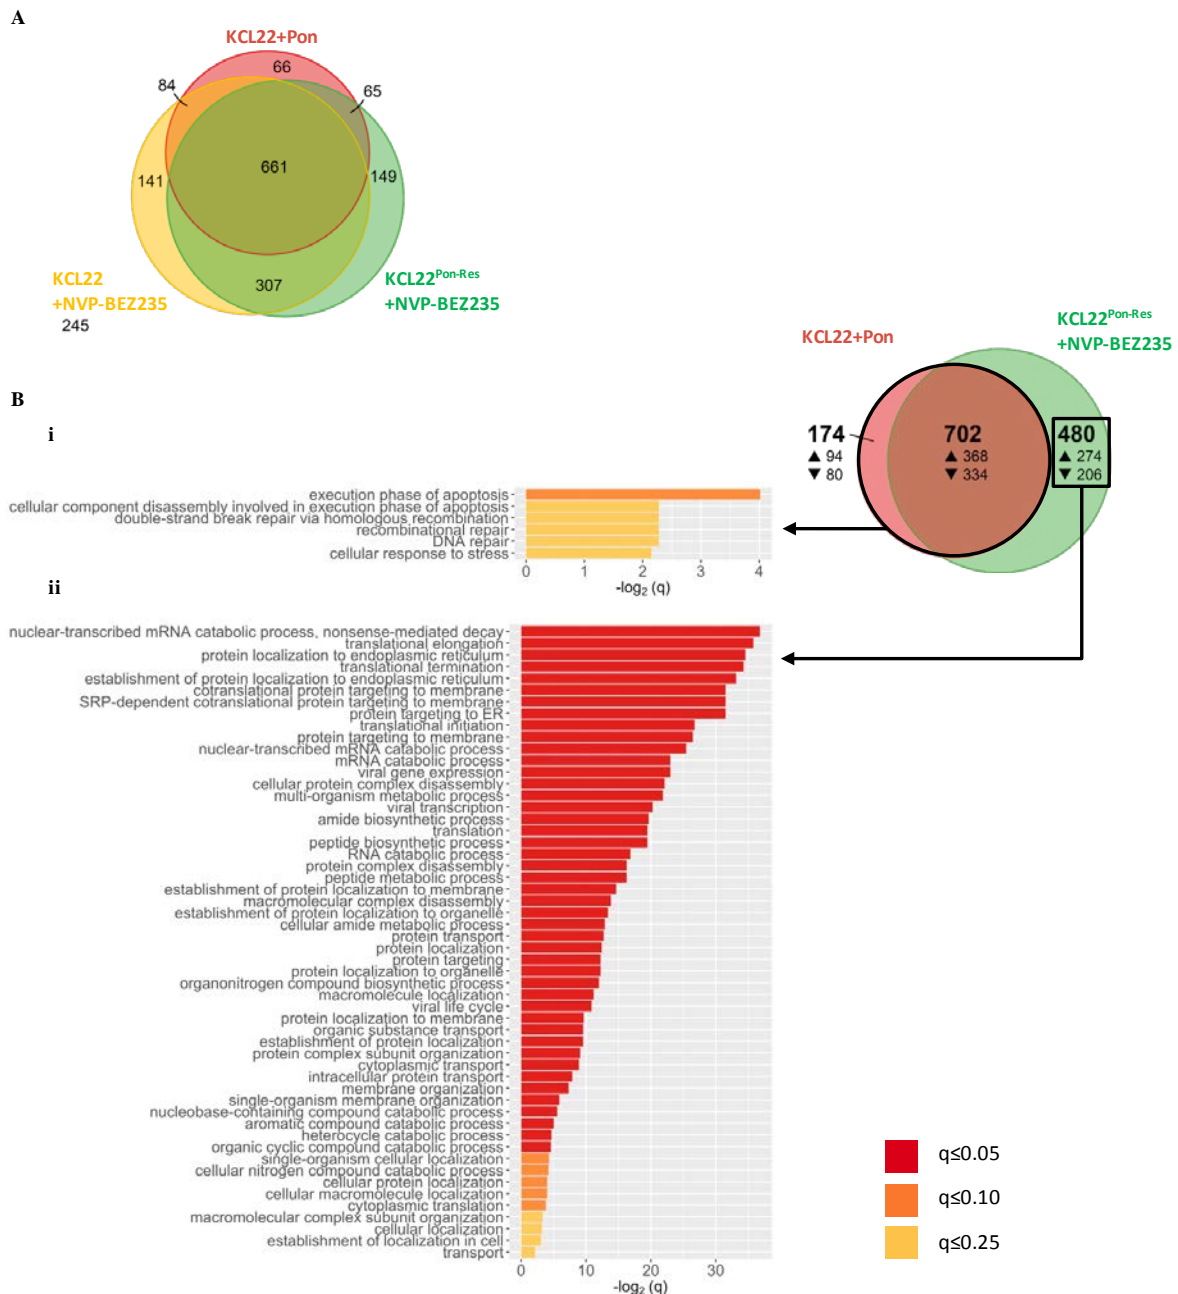 A
KCL22+Pon
66
84
65
661
141
149
307
KCL22
+NVP-BEZ235
245
KCL22Pon-Res
+NVP-BEZ235
KCL22+Pon
KCL22Pon-Res
+NVP-BEZ235
174
▲ 94
▼ 80
702
▲ 368
▼ 334
480
▲ 274
▼ 206
B
i
execution phase of apoptosis
cellular component disassembly involved in execution phase of apoptosis
double-strand break repair via homologous recombination
recombinational repair
DNA repair
cellular response to stress
0 1 2 3 4
-log2 (q)
ii
nuclear-transcribed mRNA catabolic process, nonsense-mediated decay
translational elongation
protein localization to endoplasmic reticulum
translational termination
establishment of protein localization to endoplasmic reticulum
cotranslational protein targeting to membrane
SRP-dependent cotranslational protein targeting to membrane
protein targeting to ER
translational initiation
protein targeting to membrane
nuclear-transcribed mRNA catabolic process
mRNA catabolic process
viral gene expression
cellular protein complex disassembly
multi-organism metabolic process
viral transcription
amide biosynthetic process
translation
peptide biosynthetic process
RNA catabolic process
protein complex disassembly
peptide metabolic process
establishment of protein localization to membrane
macromolecular complex disassembly
establishment of protein localization to organelle
cellular amide metabolic process
protein transport
protein localization
protein targeting
protein localization to organelle
organonitrogen compound biosynthetic process
macromolecule localization
viral life cycle
protein localization to membrane
organic substance transport
establishment of protein localization
protein complex subunit organization
cytoplasmic transport
intracellular protein transport
membrane organization
single-organism membrane organization
nucleobase-containing compound catabolic process
aromatic compound catabolic process
heterocycle catabolic process
organic cyclic compound catabolic process
single-organism cellular localization
cellular nitrogen compound catabolic process
cellular protein localization
cellular macromolecule localization
cytoplasmic translation
macromolecular complex subunit organization
cellular localization
establishment of localization in cell
transport
0 10 20 30
-log2 (q)
q≤0.05
q≤0.10
q≤0.25